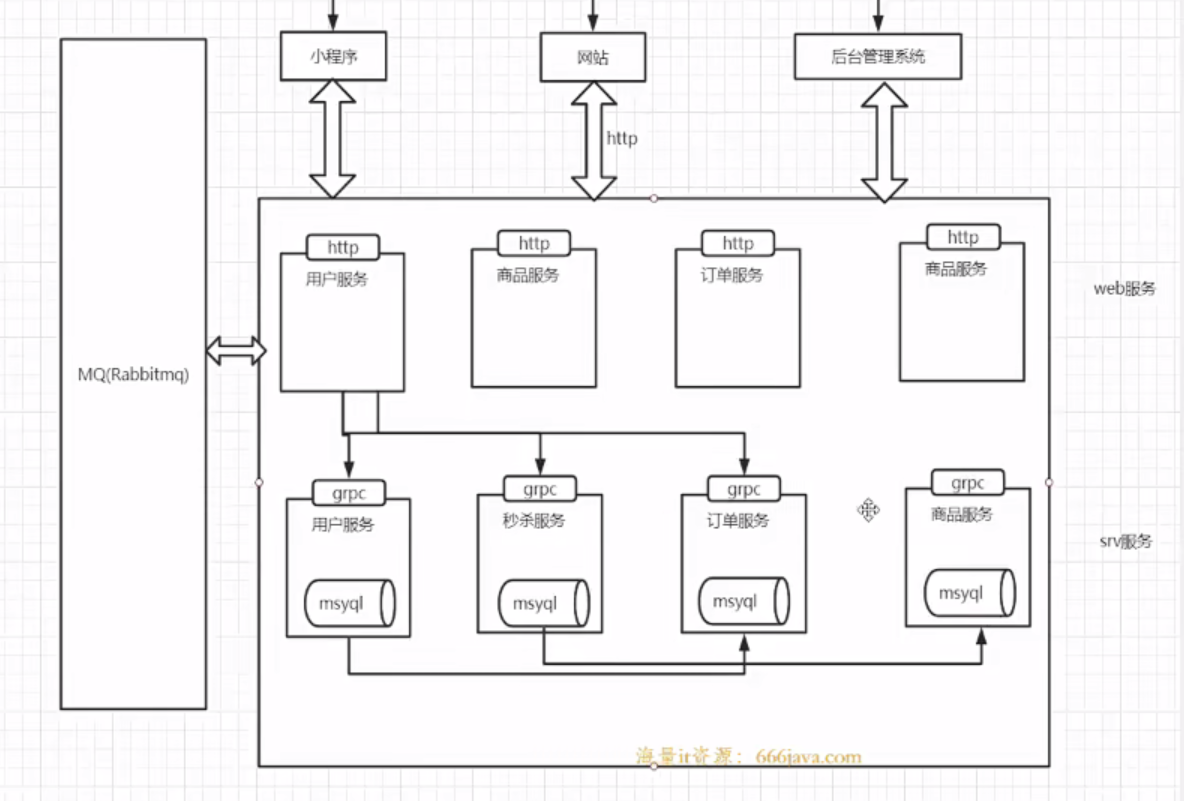 小程序
网站
后台管理系统
http
http
http
http
http
用户服务
商品服务
订单服务
商品服务
web服务
MQ(Rabbitmq)
grpc
grpc
grpc
grpc
用户服务
秒杀服务
订单服务
商品服务
srv服务
msyql
msyql
msyql
msyql
海量it资源：666java.com